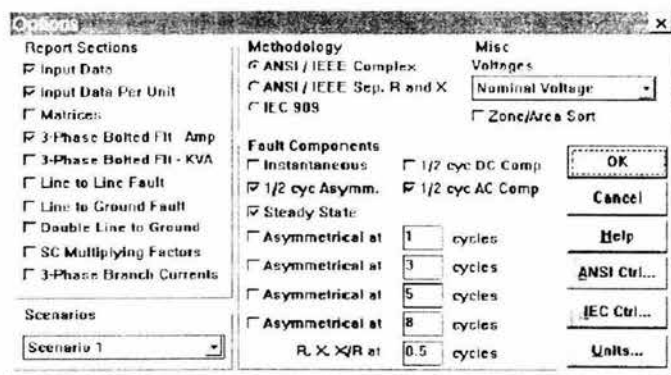 Options
Report Sections
Input Data
Input Data Per Unit
Matrices
3-Phase Bolted Flt - Amp
3-Phase Bolted Flt - KVA
Line to Line Fault
Line to Ground Fault
Double Line to Ground
SC Multiplying Factors
3-Phase Branch Currents
Scenarios
Scenario 1
Methodology
ANSI / IEEE Complex
ANSI / IEEE Sep. R and X
IEC 909
Misc
Voltages
Nominal Voltage
Zone/Area Sort
Fault Components
Instantaneous
1/2 cyc DC Comp
1/2 cyc Asymm.
1/2 cyc AC Comp
Steady State
Asymmetrical at 1 cycles
Asymmetrical at 3 cycles
Asymmetrical at 5 cycles
Asymmetrical at 8 cycles
R, X, X/R at 0.5 cycles
OK
Cancel
Help
ANSI Ctrl...
IEC Ctrl...
Units...